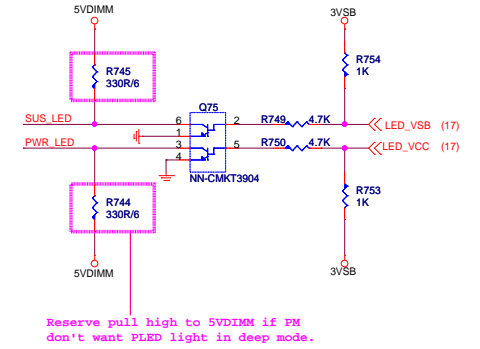 5VDIMM
3VSB
R745
330R/6
R754
1K
Q75
SUS_LED
6
1
2
R749
4.7K
LED_VSB (17)
PWR_LED
3
4
5
R750
4.7K
LED_VCC (17)
NN-CMKT3904
R744
330R/6
R753
1K
5VDIMM
3VSB
Reserve pull high to 5VDIMM if PM
don't want PLED light in deep mode.